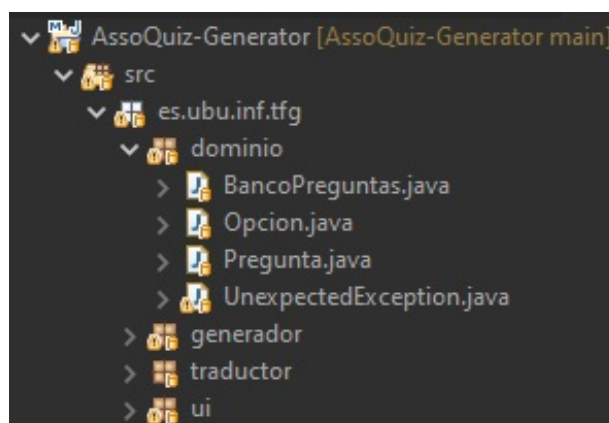 AssoQuiz-Generator [AssoQuiz-Generator main]
src
es.ubu.inf.tfg
dominio
BancoPreguntas.java
Opcion.java
Pregunta.java
UnexpectedException.java
generador
traductor
ui